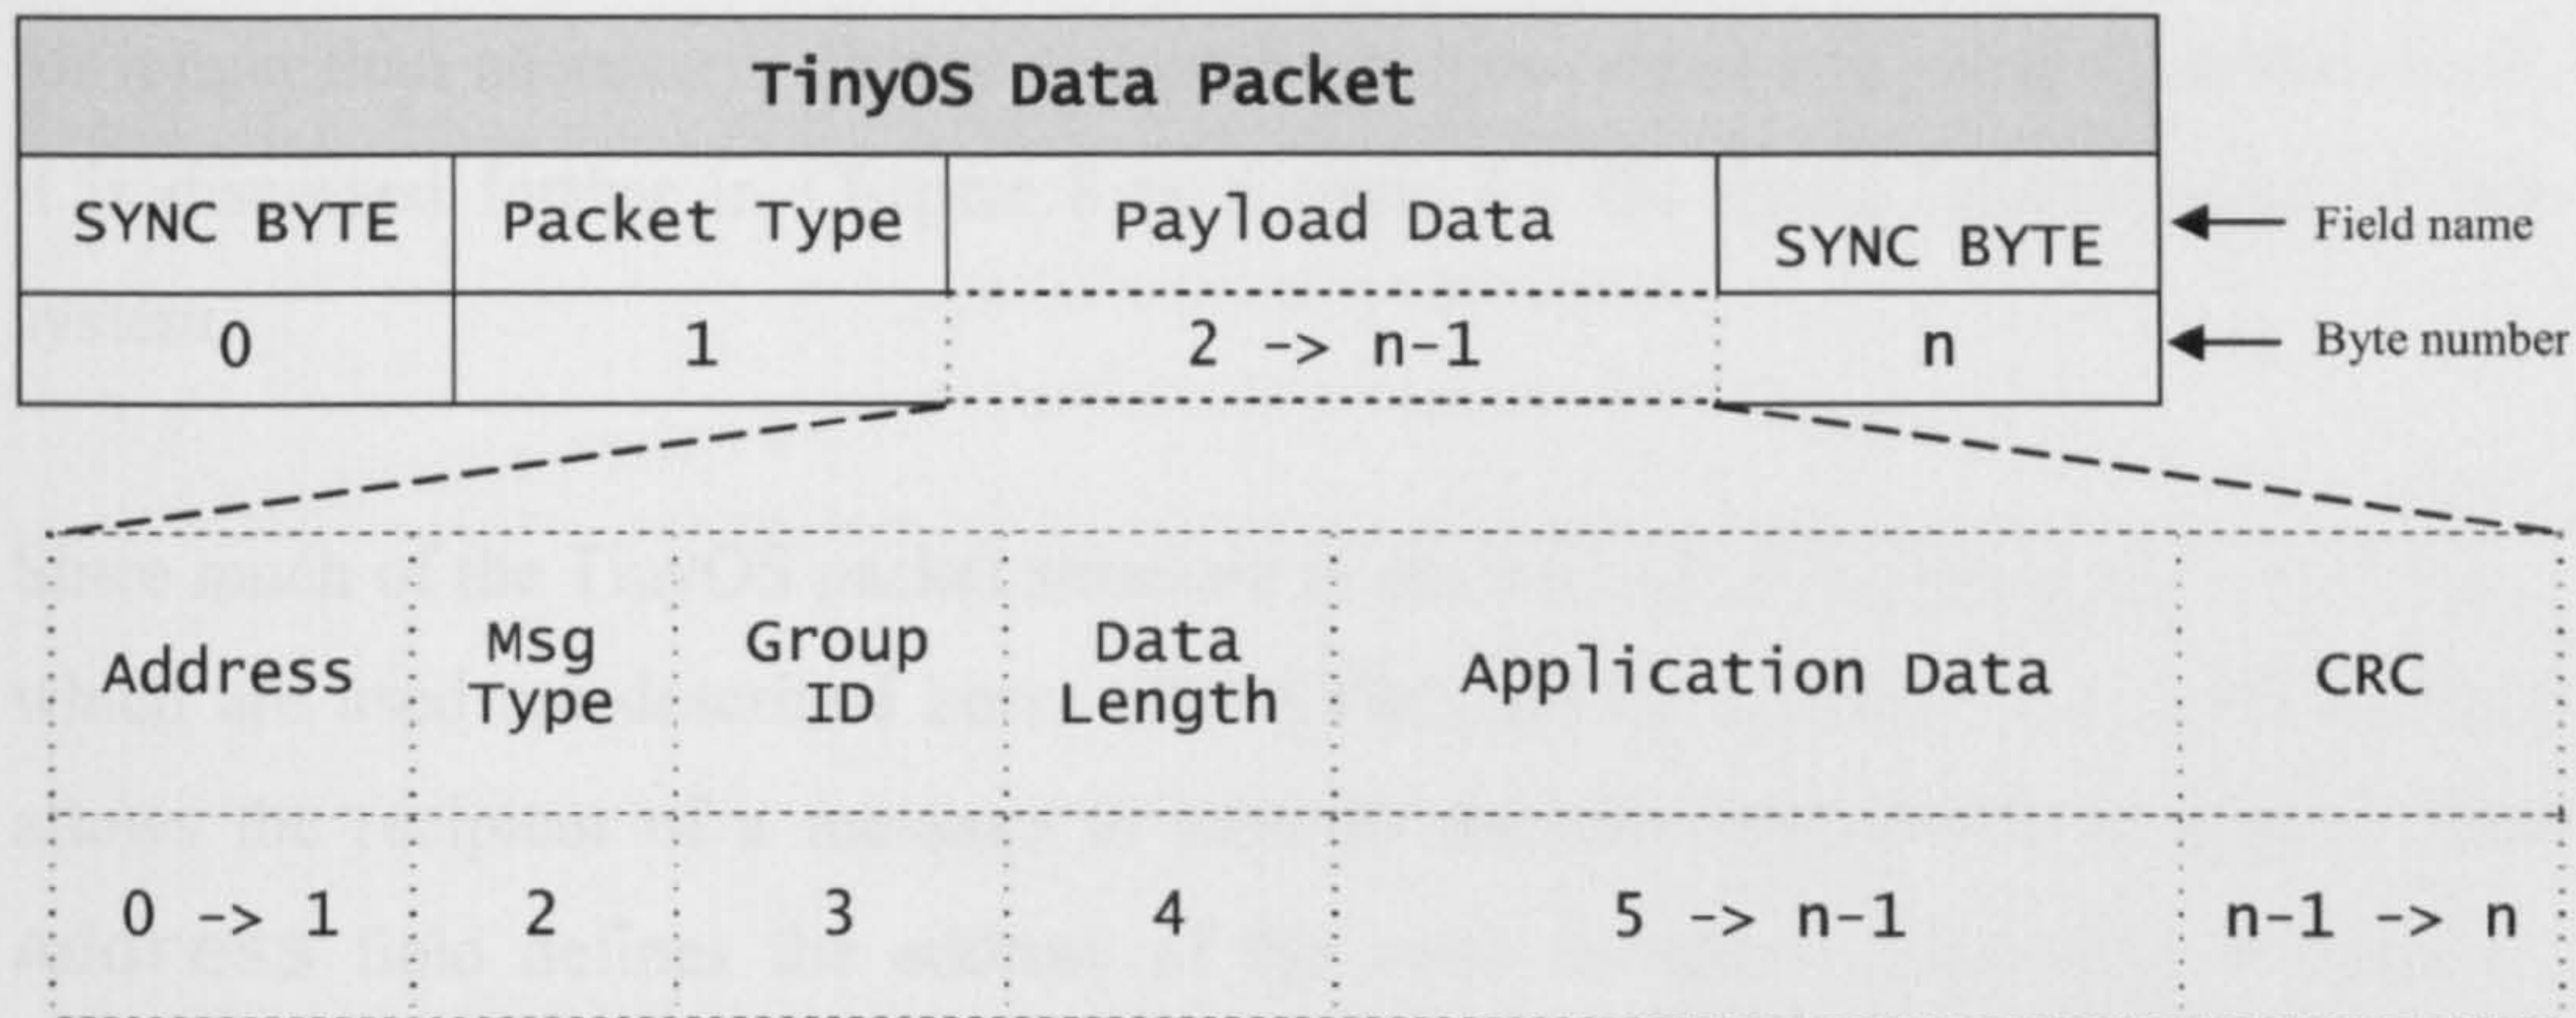 TinyOS Data Packet
SYNC BYTE Packet Type Payload Data SYNC BYTE Field name
0 1 2 -> n-1 n Byte number
Address Msg Type Group ID Data Length Application Data CRC
0 -> 1 2 3 4 5 -> n-1 n-1 -> n